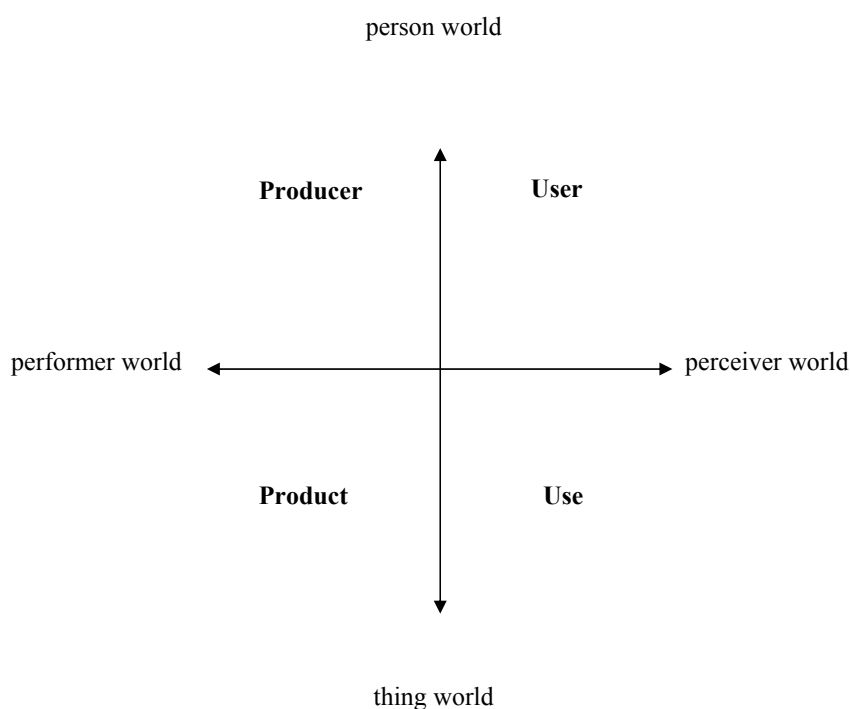 person world
Producer User
performer world perceiver world
Product Use
thing world